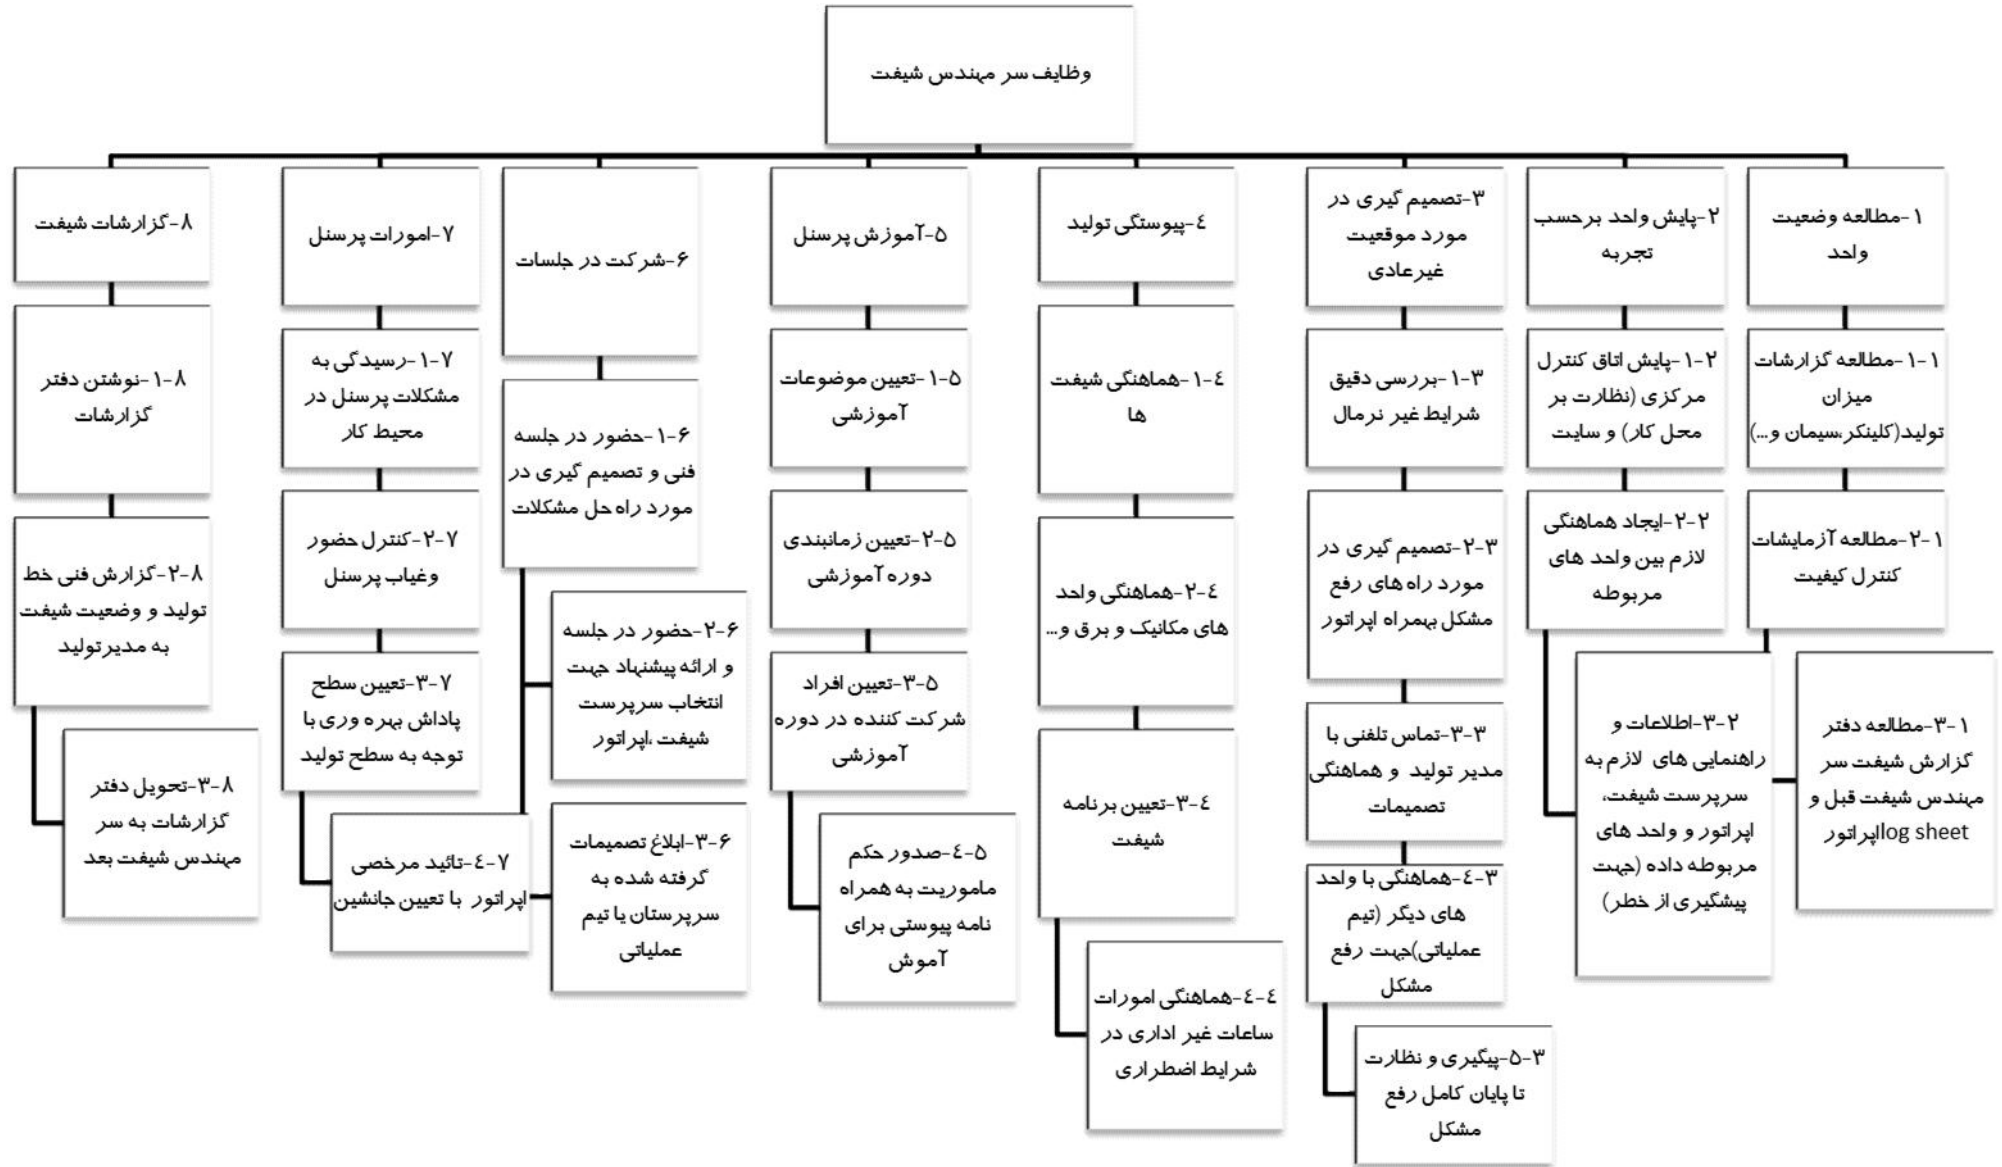 وظایف سر مهندس شیفت
۱-مطالعه وضعیت
واحد
۱-۱-مطالعه گزارشات
میزان
تولید(کلینکر،سیمان و...)
۲-۱-مطالعه آزمایشات
کنترل کیفیت
۳-۱-مطالعه دفتر
گزارش شیفت سر
مهندس شیفت قبل و
log sheetاپراتور
۲-پایش واحد برحسب
تجربه
۱-۲-پایش اتاق کنترل
مرکزی (نظارت بر
محل کار) و سایت
۲-۲-ایجاد هماهنگی
لازم بین واحد های
مربوطه
۳-۲-اطلاعات و
راهنمایی های لازم به
سرپرست شیفت،
اپراتور و واحد های
مربوطه داده (جهت
پیشگیری از خطر)
۳-تصمیم گیری در
مورد موقعیت
غیرعادی
۱-۳-بررسی دقیق
شرایط غیر نرمال
۲-۳-تصمیم گیری در
مورد راه های رفع
مشکل بهمراه اپراتور
۳-۳-تماس تلفنی با
مدیر تولید و هماهنگی
تصمیمات
۴-۳-هماهنگی با واحد
های دیگر (تیم
عملیاتی)جهت رفع
مشکل
۵-۳-پیگیری و نظارت
تا پایان کامل رفع
مشکل
۴-پیوستگی تولید
۱-۴-هماهنگی شیفت
ها
۲-۴-هماهنگی واحد
های مکانیک و برق و...
۳-۴-تعیین برنامه
شیفت
۴-۴-هماهنگی امورات
ساعات غیر اداری در
شرایط اضطراری
۵-آموزش پرسنل
۱-۵-تعیین موضوعات
آموزشی
۲-۵-تعیین زمانبندی
دوره آموزشی
۳-۵-تعیین افراد
شرکت کننده در دوره
آموزشی
۴-۵-صدور حکم
ماموریت به همراه
نامه پیوستی برای
آموش
۶-شرکت در جلسات
۱-۶-حضور در جلسه
فنی و تصمیم گیری در
مورد راه حل مشکلات
۲-۶-حضور در جلسه
و ارائه پیشنهاد جهت
انتخاب سرپرست
شیفت ،اپراتور
۳-۶-ابلاغ تصمیمات
گرفته شده به
سرپرستان یا تیم
عملیاتی
۷-امورات پرسنل
۱-۷-رسیدگی به
مشکلات پرسنل در
محیط کار
۲-۷-کنترل حضور
وغیاب پرسنل
۳-۷-تعیین سطح
پاداش بهره وری با
توجه به سطح تولید
۴-۷-تائید مرخصی
اپراتور با تعیین جانشین
۸-گزارشات شیفت
۱-۸-نوشتن دفتر
گزارشات
۲-۸-گزارش فنی خط
تولید و وضعیت شیفت
به مدیرتولید
۳-۸-تحویل دفتر
گزارشات به سر
مهندس شیفت بعد